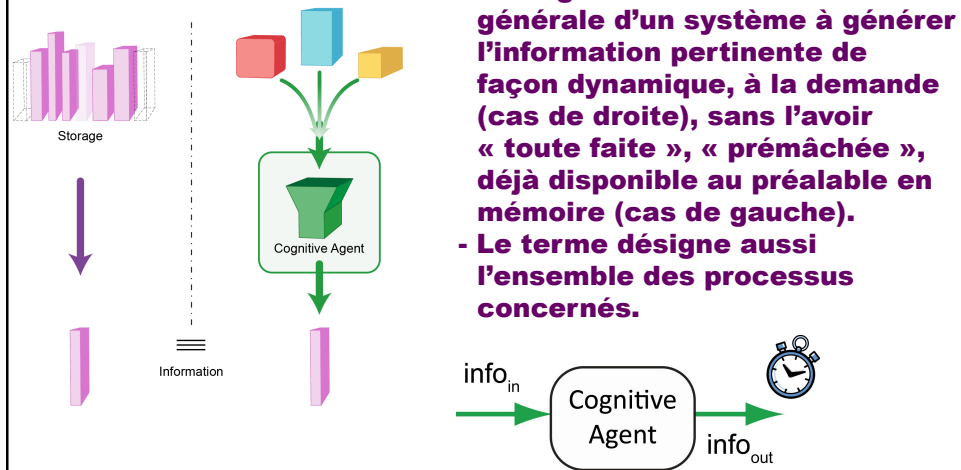 générale d’un système à générer
l’information pertinente de
façon dynamique, à la demande
(cas de droite), sans l’avoir
« toute faite », « prémâchée »,
déjà disponible au préalable en
mémoire (cas de gauche).
- Le terme désigne aussi
l’ensemble des processus
concernés.
Storage
Cognitive Agent
Information
info in
Cognitive
Agent
info out